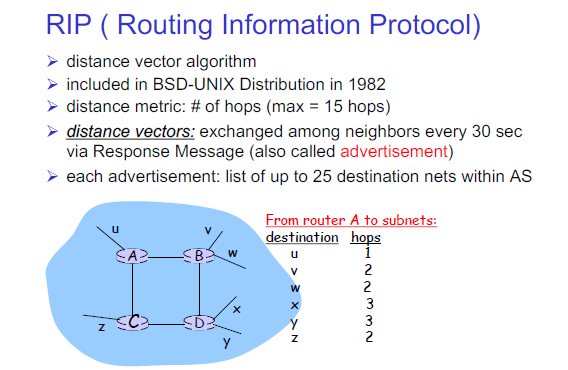 RIP ( Routing Information Protocol)
distance vector algorithm
included in BSD-UNIX Distribution in 1982
distance metric: # of hops (max = 15 hops)
distance vectors: exchanged among neighbors every 30 sec
via Response Message (also called advertisement)
each advertisement: list of up to 25 destination nets within AS
u
v
A
B
w
z
C
D
x
y
From router A to subnets:
destination hops
u 1
v 2
w 2
x 3
y 3
z 2